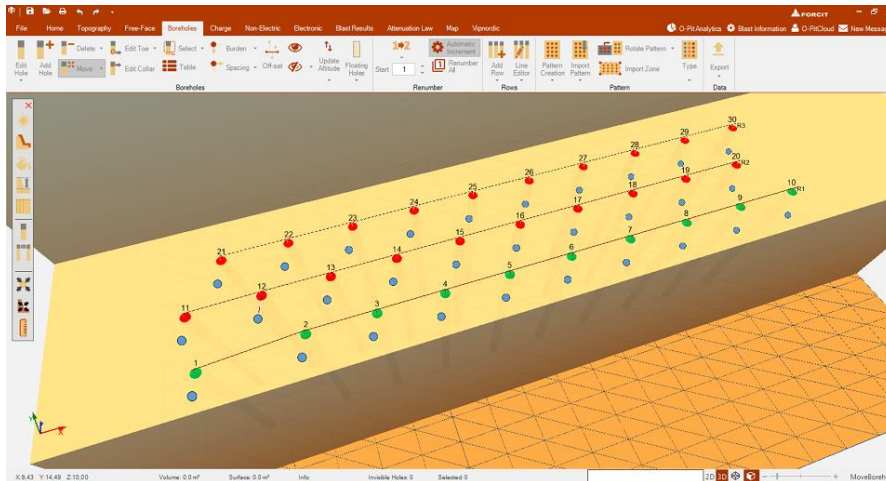 FORCIT
File Home Topography Free-Face Boreholes Charge Non-Electric Electronic Blast Results Attenuation Law Map Vipnordic O-PitAnalytics Blast Information O-PitCloud New Messag
Edit Hole Add Hole Delete Move Edit Toe Edit Collar Select Table Burden Spacing Off-set Update Altitude Floating Holes
Start 1 Automatic Increment Renumber All Add Row Line Editor Pattern Creation Import Pattern Rotate Pattern Import Zone Type Export
Boreholes Renumber Rows Pattern Data
30
R3
29
28
27
26
25
24
23
22
21
20
R2
19
18
17
16
15
14
13
12
11
10
R1
9
8
7
6
5
4
3
2
1
Y
X
X:9,43 Y:14,49 Z:10,00 Volume: 0.0 m³ Surface: 0.0 m² Info: Invisible Holes: 0 Selected: 0 2D 3D MoveBoreh